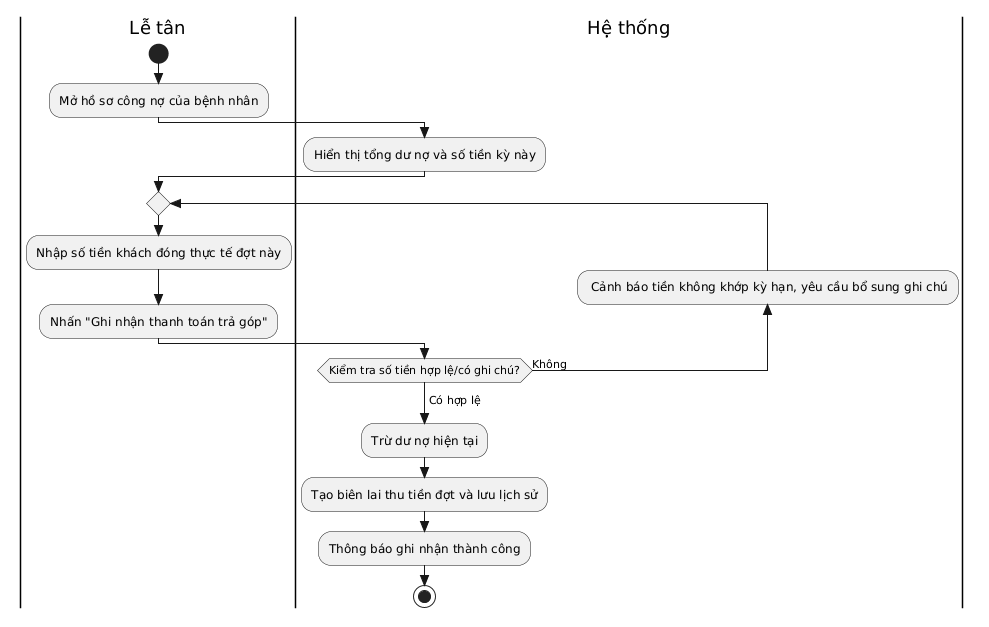 Lễ tân
Hệ thống
Mở hồ sơ công nợ của bệnh nhân
Hiển thị tổng dư nợ và số tiền kỳ này
Nhập số tiền khách đóng thực tế đợt này
Cảnh báo tiền không khớp kỳ hạn, yêu cầu bổ sung ghi chú
Nhấn "Ghi nhận thanh toán trả góp"
Kiểm tra số tiền hợp lệ/có ghi chú?
Không
Có hợp lệ
Trừ dư nợ hiện tại
Tạo biên lai thu tiền đợt và lưu lịch sử
Thông báo ghi nhận thành công